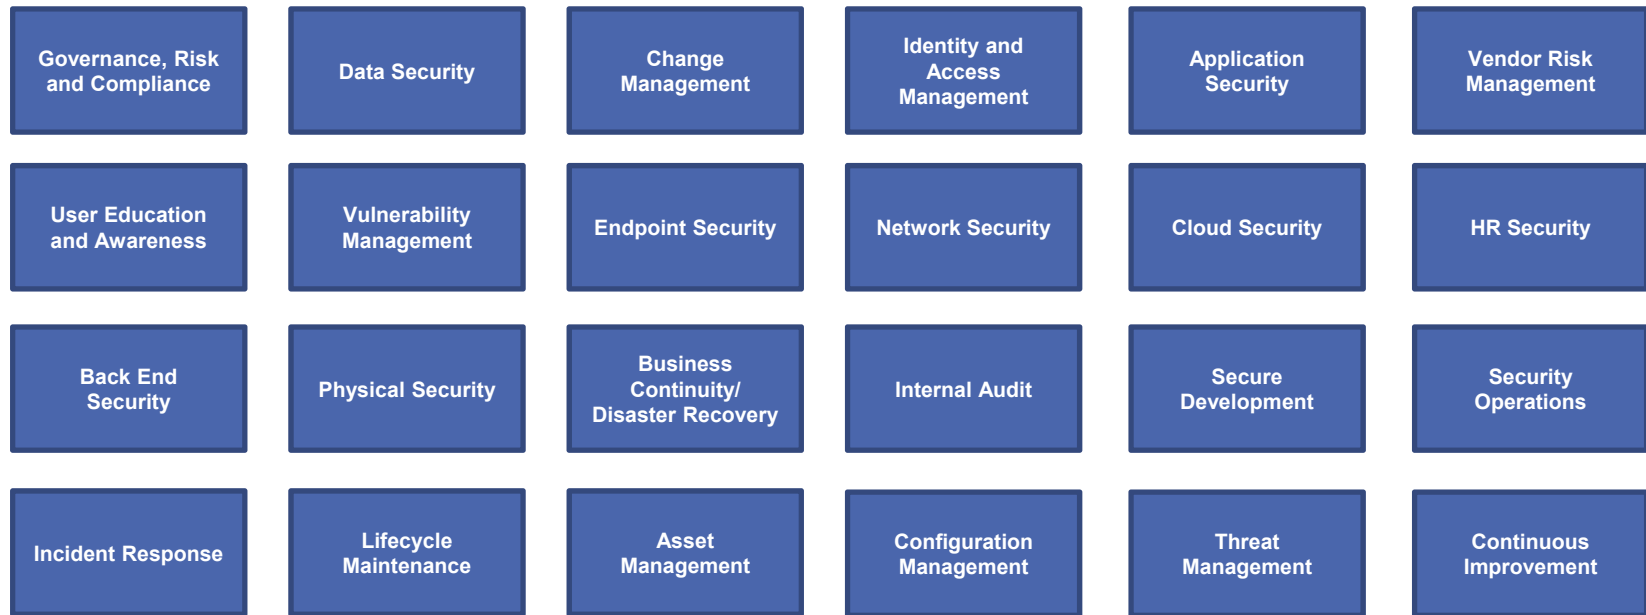 Governance, Risk
and Compliance
Data Security
Change
Management
Identity and
Access
Management
Application
Security
Vendor Risk
Management
User Education
and Awareness
Vulnerability
Management
Endpoint Security
Network Security
Cloud Security
HR Security
Back End
Security
Physical Security
Business
Continuity/
Disaster Recovery
Internal Audit
Secure
Development
Security
Operations
Incident Response
Lifecycle
Maintenance
Asset
Management
Configuration
Management
Threat
Management
Continuous
Improvement